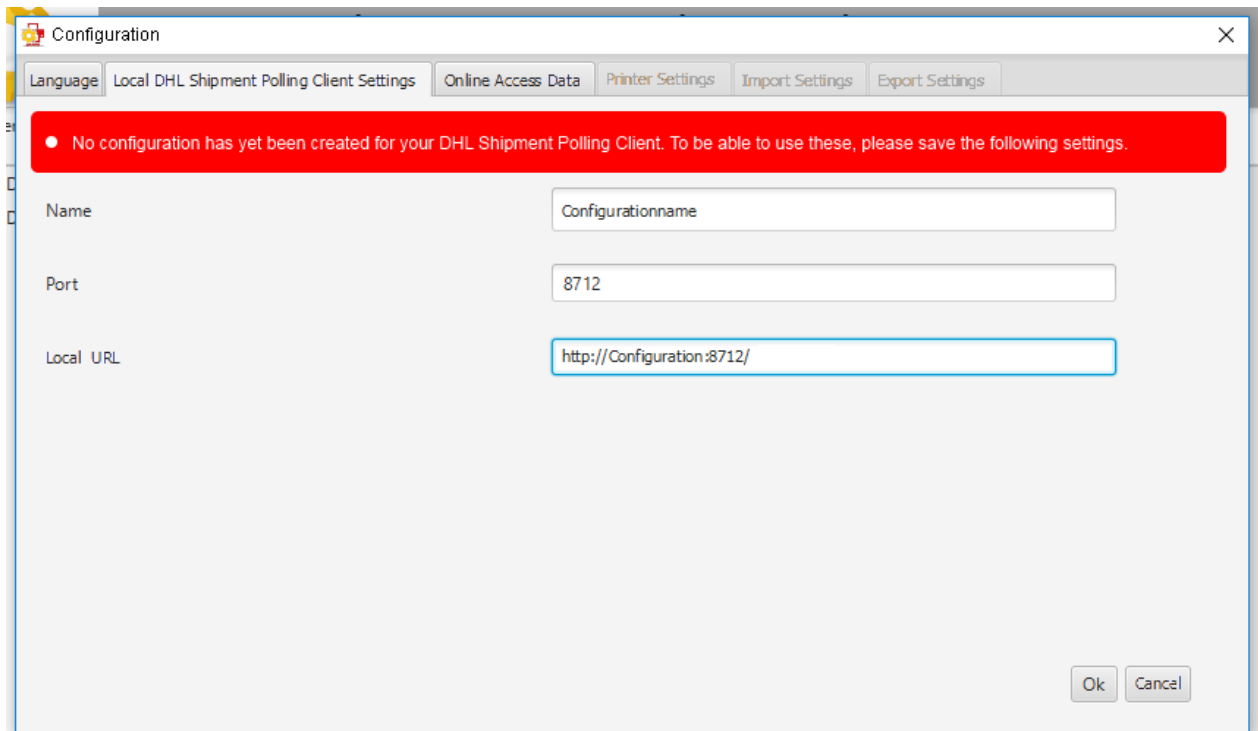 Configuration
Language Local DHL Shipment Polling Client Settings Online Access Data Printer Settings Import Settings Export Settings
No configuration has yet been created for your DHL Shipment Polling Client. To be able to use these, please save the following settings.
Name Configurationname
Port 8712
Local URL http://Configuration:8712/
Ok Cancel